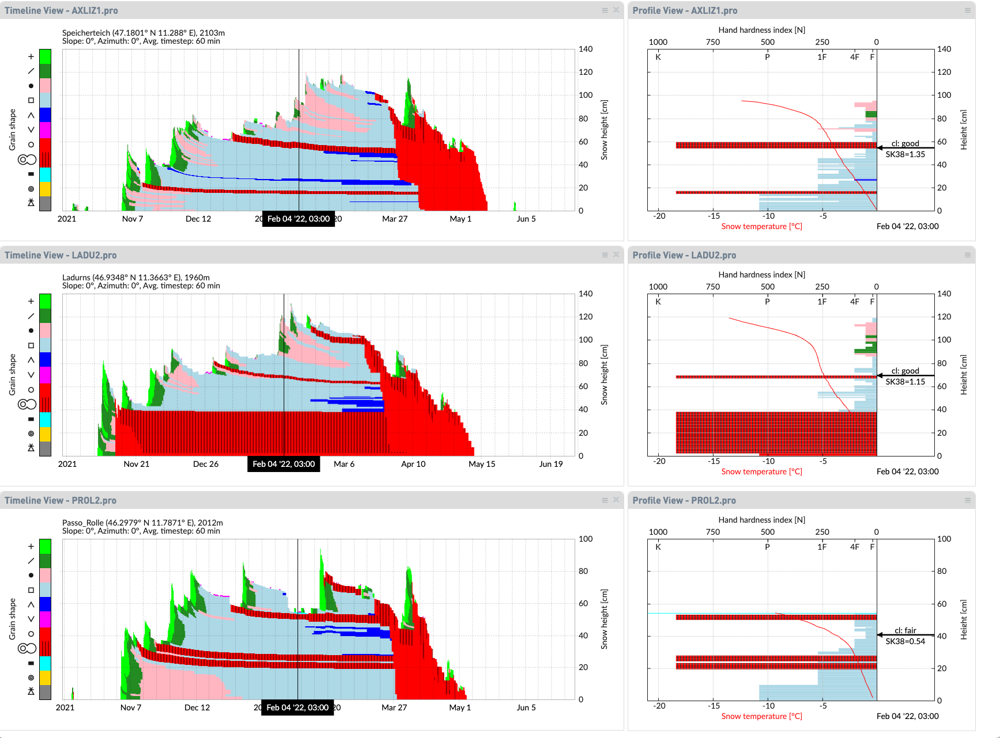 Timeline View - AXLIZ1.pro
Speicherteich (47.1801° N 11.288° E), 2103m
Slope: 0°, Azimuth: 0°, Avg. timestep: 60 min
Grain shape
140
120
100
80
60
40
20
0
Snow height [cm]
2021 Nov 7 Dec 12 20 Feb 04 '22, 03:00 20 Mar 27 May 1 Jun 5
Profile View - AXLIZ1.pro
Hand hardness index [N]
1000 750 500 250 0
K P 1F 4F F
140
120
100
80
60
40
20
0
Height [cm]
cl: good
SK38=1.35
-20 -15 -10 -5
Snow temperature [°C]
Feb 04 '22, 03:00
Timeline View - LADU2.pro
Ladurns (46.9348° N 11.3663° E), 1960m
Slope: 0°, Azimuth: 0°, Avg. timestep: 60 min
Grain shape
140
120
100
80
60
40
20
0
Snow height [cm]
2021 Nov 21 Dec 26 Feb 04 '22, 03:00 Mar 6 Apr 10 May 15 Jun 19
Profile View - LADU2.pro
Hand hardness index [N]
1000 750 500 250 0
K P 1F 4F F
140
120
100
80
60
40
20
0
Height [cm]
cl: good
SK38=1.15
-20 -15 -10 -5
Snow temperature [°C]
Feb 04 '22, 03:00
Timeline View - PROL2.pro
Passo_Rolle (46.2979° N 11.7871° E), 2012m
Slope: 0°, Azimuth: 0°, Avg. timestep: 60 min
Grain shape
100
80
60
40
20
0
Snow height [cm]
2021 Nov 7 Dec 12 20 Feb 04 '22, 03:00 20 Mar 27 May 1 Jun 5
Profile View - PROL2.pro
Hand hardness index [N]
1000 750 500 250 0
K P 1F 4F F
100
80
60
40
20
0
Height [cm]
cl: fair
SK38=0.54
-20 -15 -10 -5
Snow temperature [°C]
Feb 04 '22, 03:00